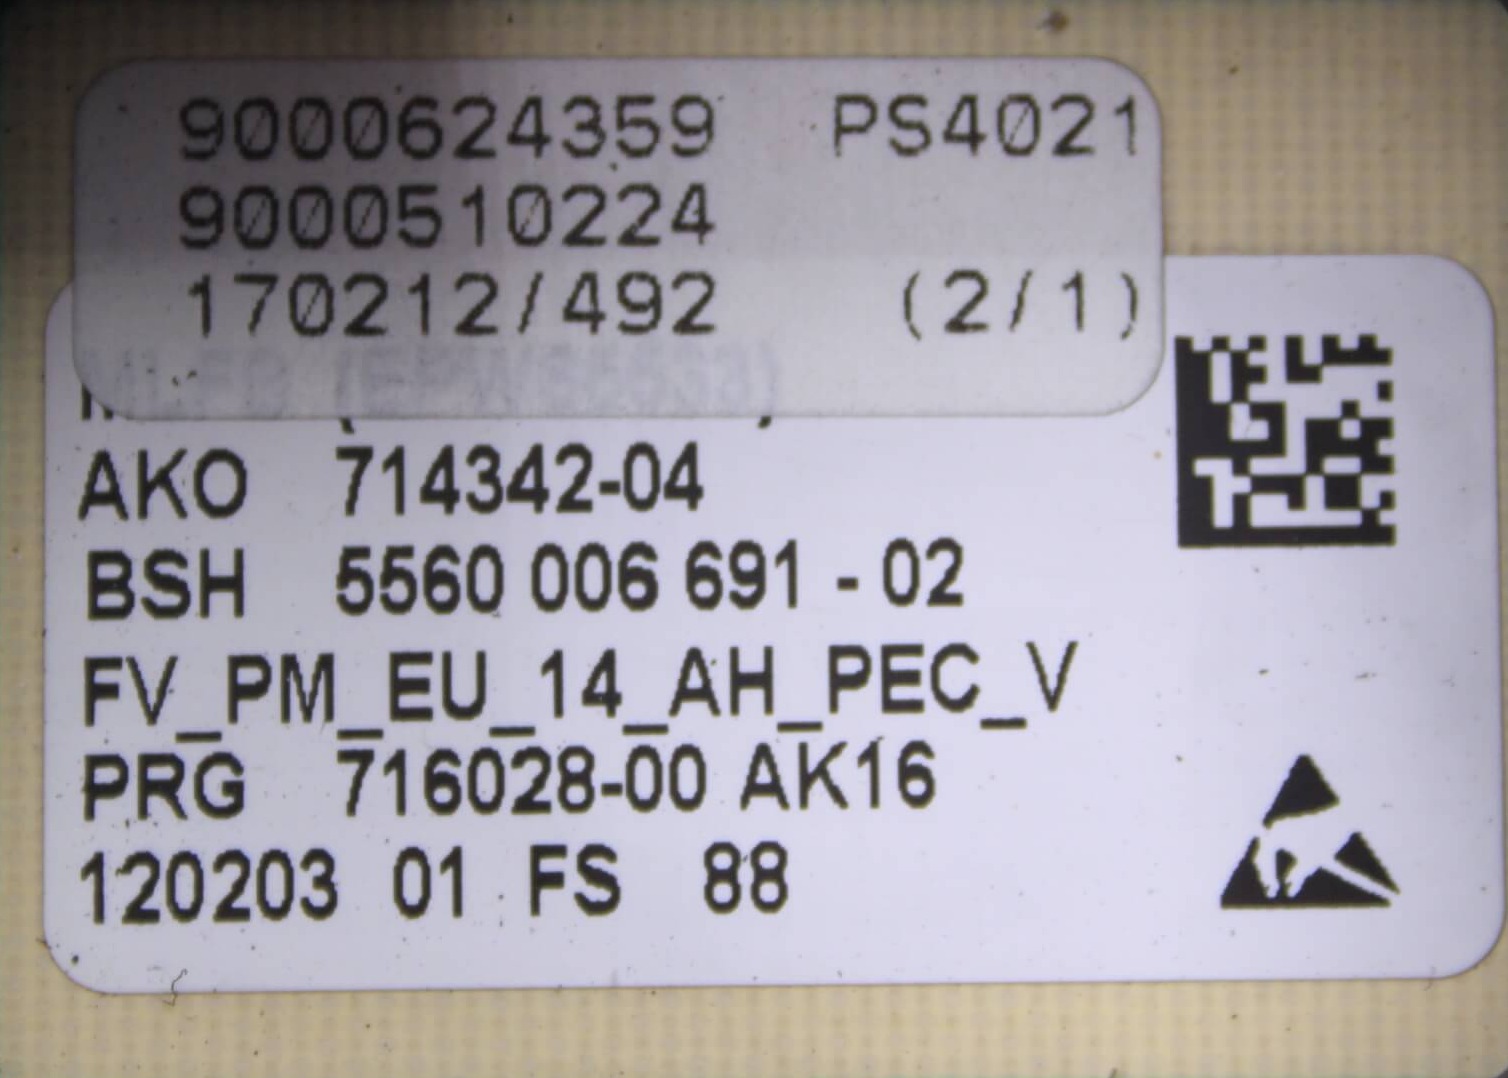 9000624359 PS4021
9000510224
170212/492 (2/1)
AKO 714342-04
BSH 5560 006 691 - 02
FV_PM_EU_14_AH_PEC_V
PRG 716028-00 AK16
120203 01 FS 88